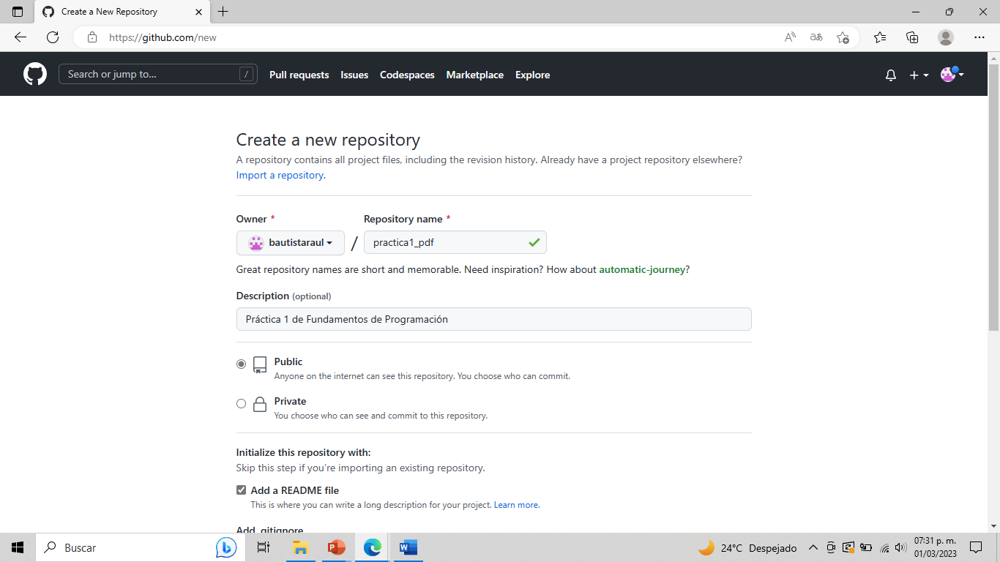 Create a New Repository
https://github.com/new
Search or jump to... /
Pull requests Issues Codespaces Marketplace Explore
Create a new repository
A repository contains all project files, including the revision history. Already have a project repository elsewhere?
Import a repository.
Owner * Repository name *
bautistaraul / practica1_pdf
Great repository names are short and memorable. Need inspiration? How about automatic-journey?
Description (optional)
Práctica 1 de Fundamentos de Programación
Public
Anyone on the internet can see this repository. You choose who can commit.
Private
You choose who can see and commit to this repository.
Initialize this repository with:
Skip this step if you're importing an existing repository.
Add a README file
This is where you can write a long description for your project. Learn more.
Add .gitignore
Buscar
24°C Despejado
07:31 p. m.
01/03/2023